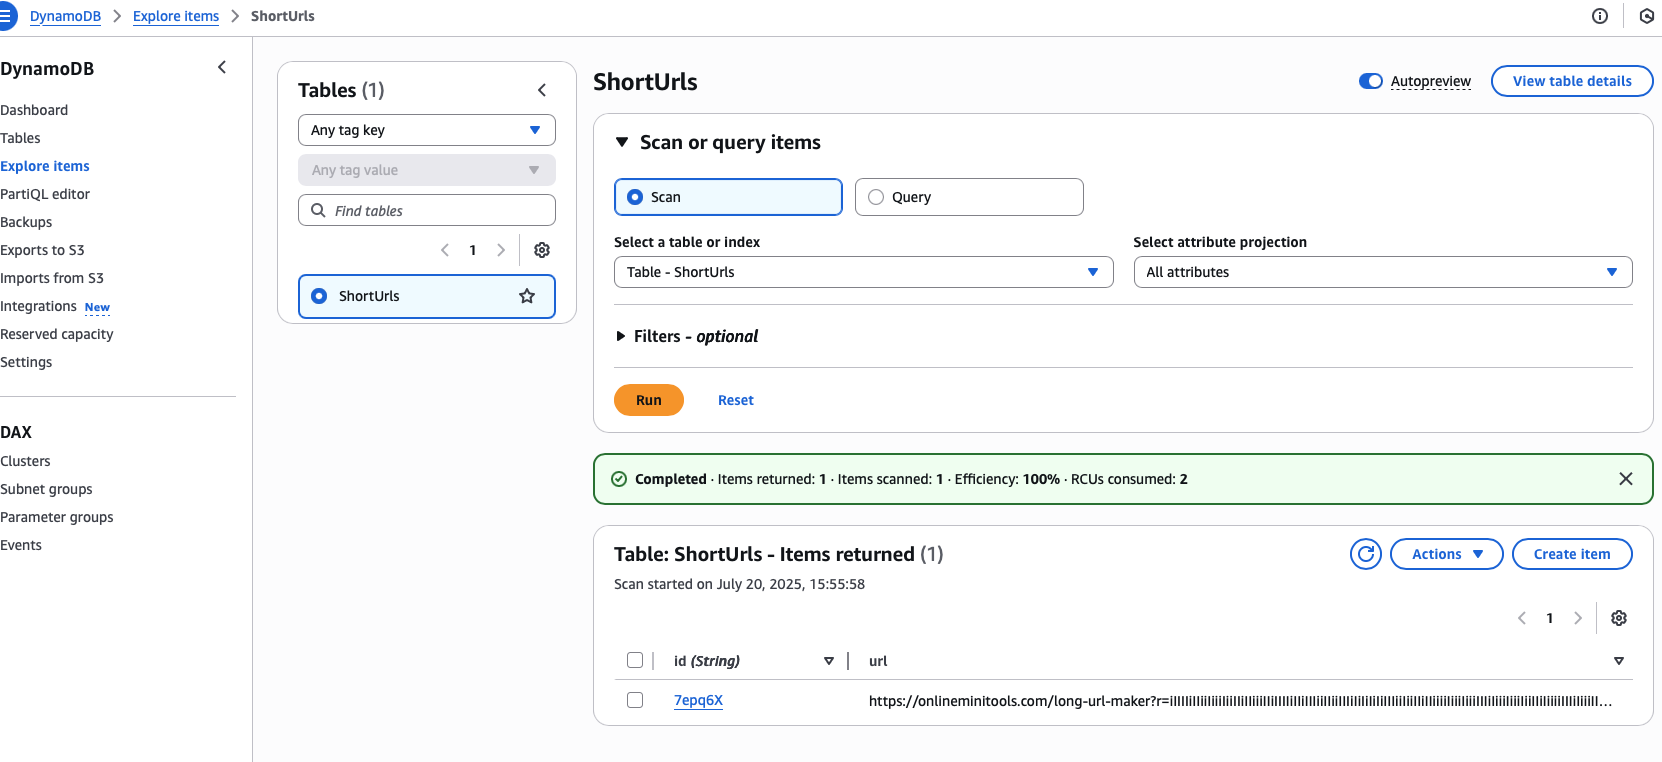 DynamoDB > Explore items > ShortUrls
DynamoDB
Dashboard
Tables
Explore items
PartiQL editor
Backups
Exports to S3
Imports from S3
Integrations New
Reserved capacity
Settings
DAX
Clusters
Subnet groups
Parameter groups
Events
Tables (1)
Any tag key
Any tag value
Find tables
1
ShortUrls
ShortUrls
Autopreview
View table details
Scan or query items
Scan
Query
Select a table or index
Select attribute projection
Table - ShortUrls
All attributes
Filters - optional
Run
Reset
Completed · Items returned: 1 · Items scanned: 1 · Efficiency: 100% · RCUs consumed: 2
Table: ShortUrls - Items returned (1)
Actions
Create item
Scan started on July 20, 2025, 15:55:58
1
id (String)
url
7epq6X
https://onlineminitools.com/long-url-maker?r=